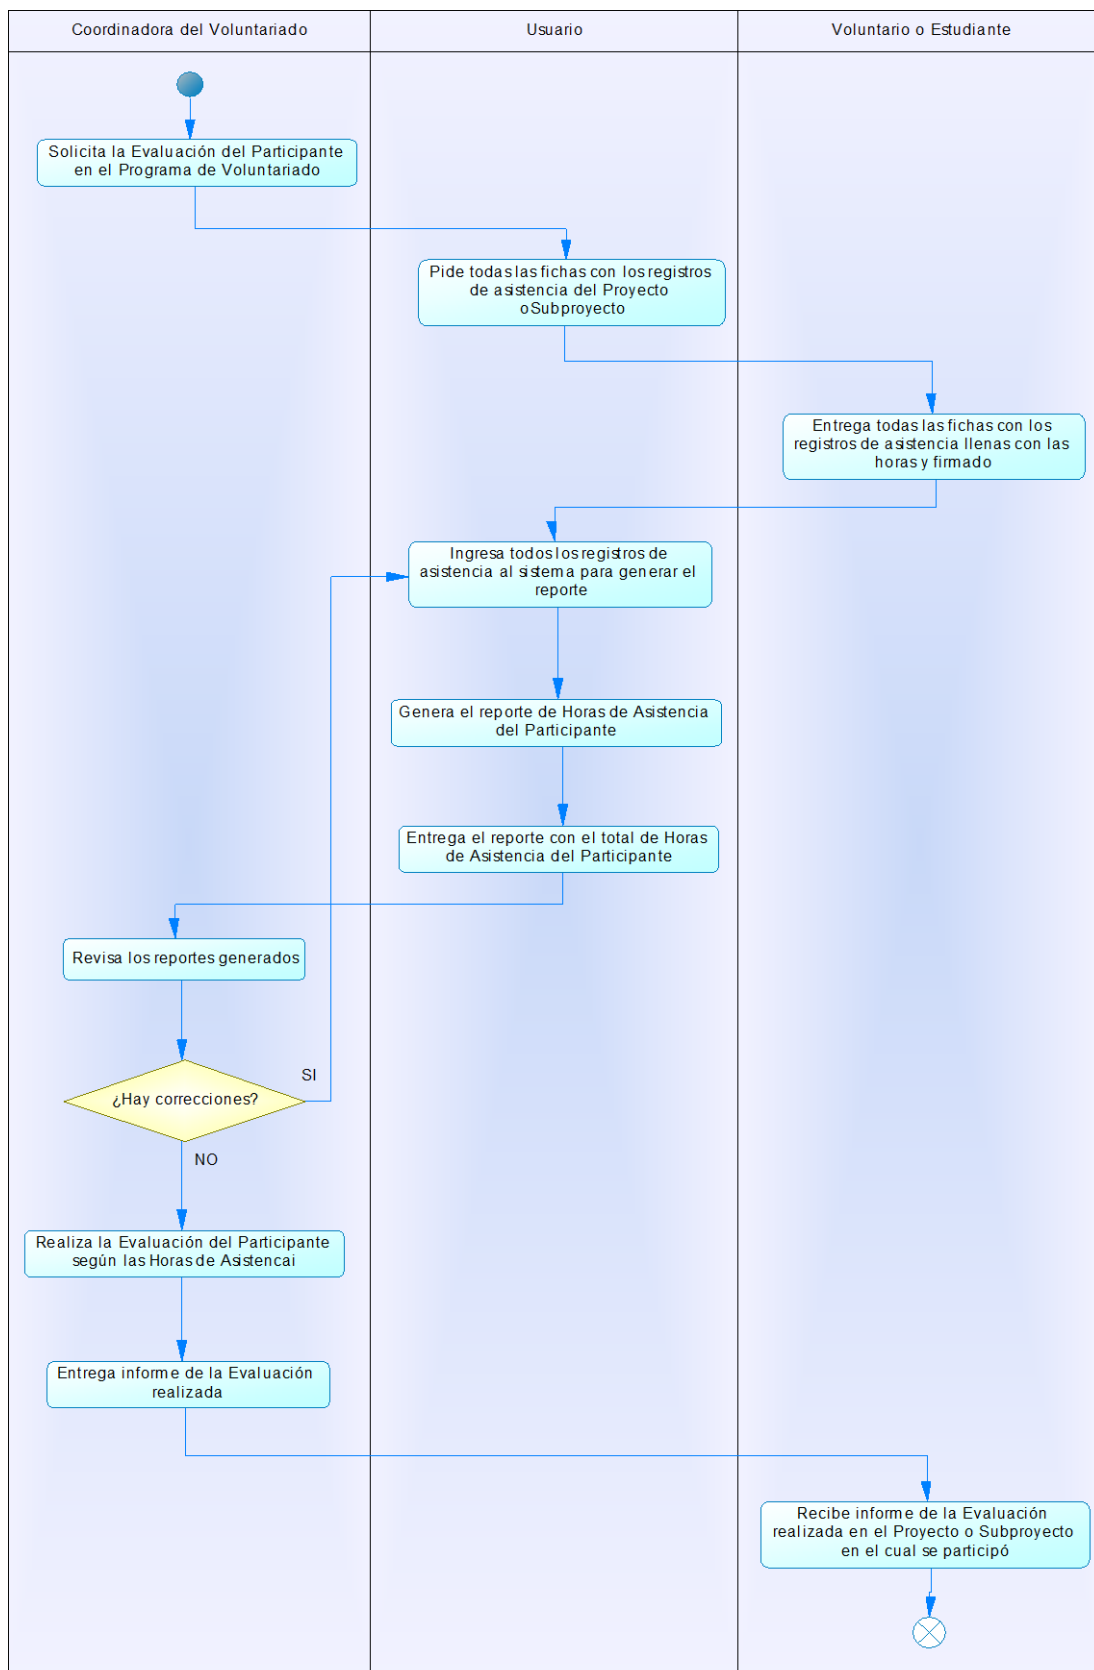 Coordinadora del Voluntariado
Usuario
Voluntario o Estudiante
Solicita la Evaluación del Participante
en el Programa de Voluntariado
Pide todas las fichas con los registros
de asistencia del Proyecto
oSubproyecto
Entrega todas las fichas con los
registros de asistencia llenas con las
horas y firmado
Ingresa todos los registros de
asistencia al sistema para generar el
reporte
Genera el reporte de Horas de Asistencia
del Participante
Entrega el reporte con el total de Horas
de Asistencia del Participante
Revisa los reportes generados
¿Hay correcciones?
SI
NO
Realiza la Evaluación del Participante
según las Horas de Asistencai
Entrega informe de la Evaluación
realizada
Recibe informe de la Evaluación
realizada en el Proyecto o Subproyecto
en el cual se participó